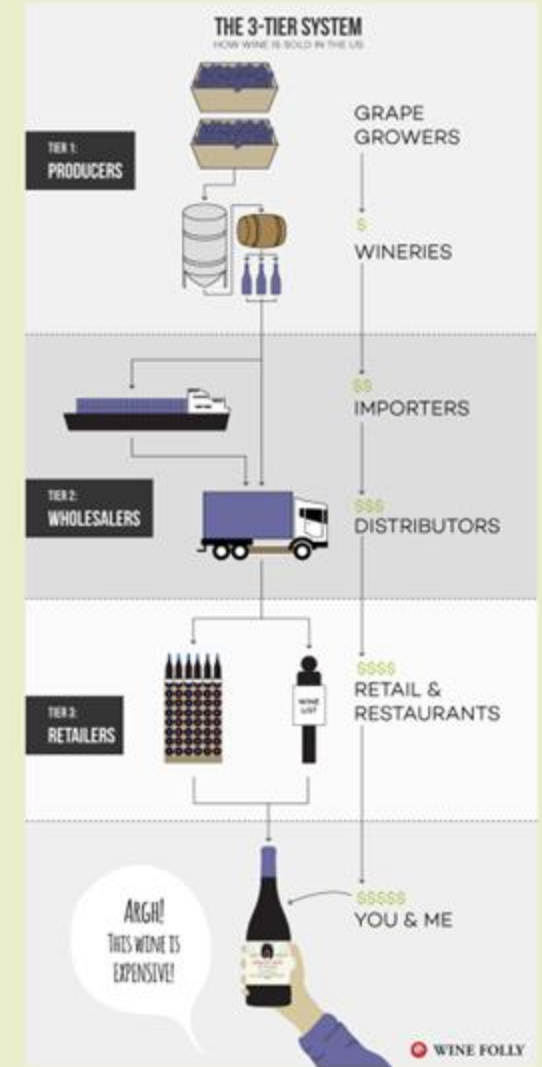 THE 3-TIER SYSTEM
HOW WINE IS SOLD IN THE US
GRAPE
GROWERS
TIER 1:
PRODUCERS
$
WINERIES
$$
IMPORTERS
TIER 2:
WHOLESALERS
$$$
DISTRIBUTORS
$$$$
RETAIL &
RESTAURANTS
WINE
LIST
TIER 3:
RETAILERS
$$$$$
YOU & ME
ARGH!
THIS WINE IS
EXPENSIVE!
WINE FOLLY